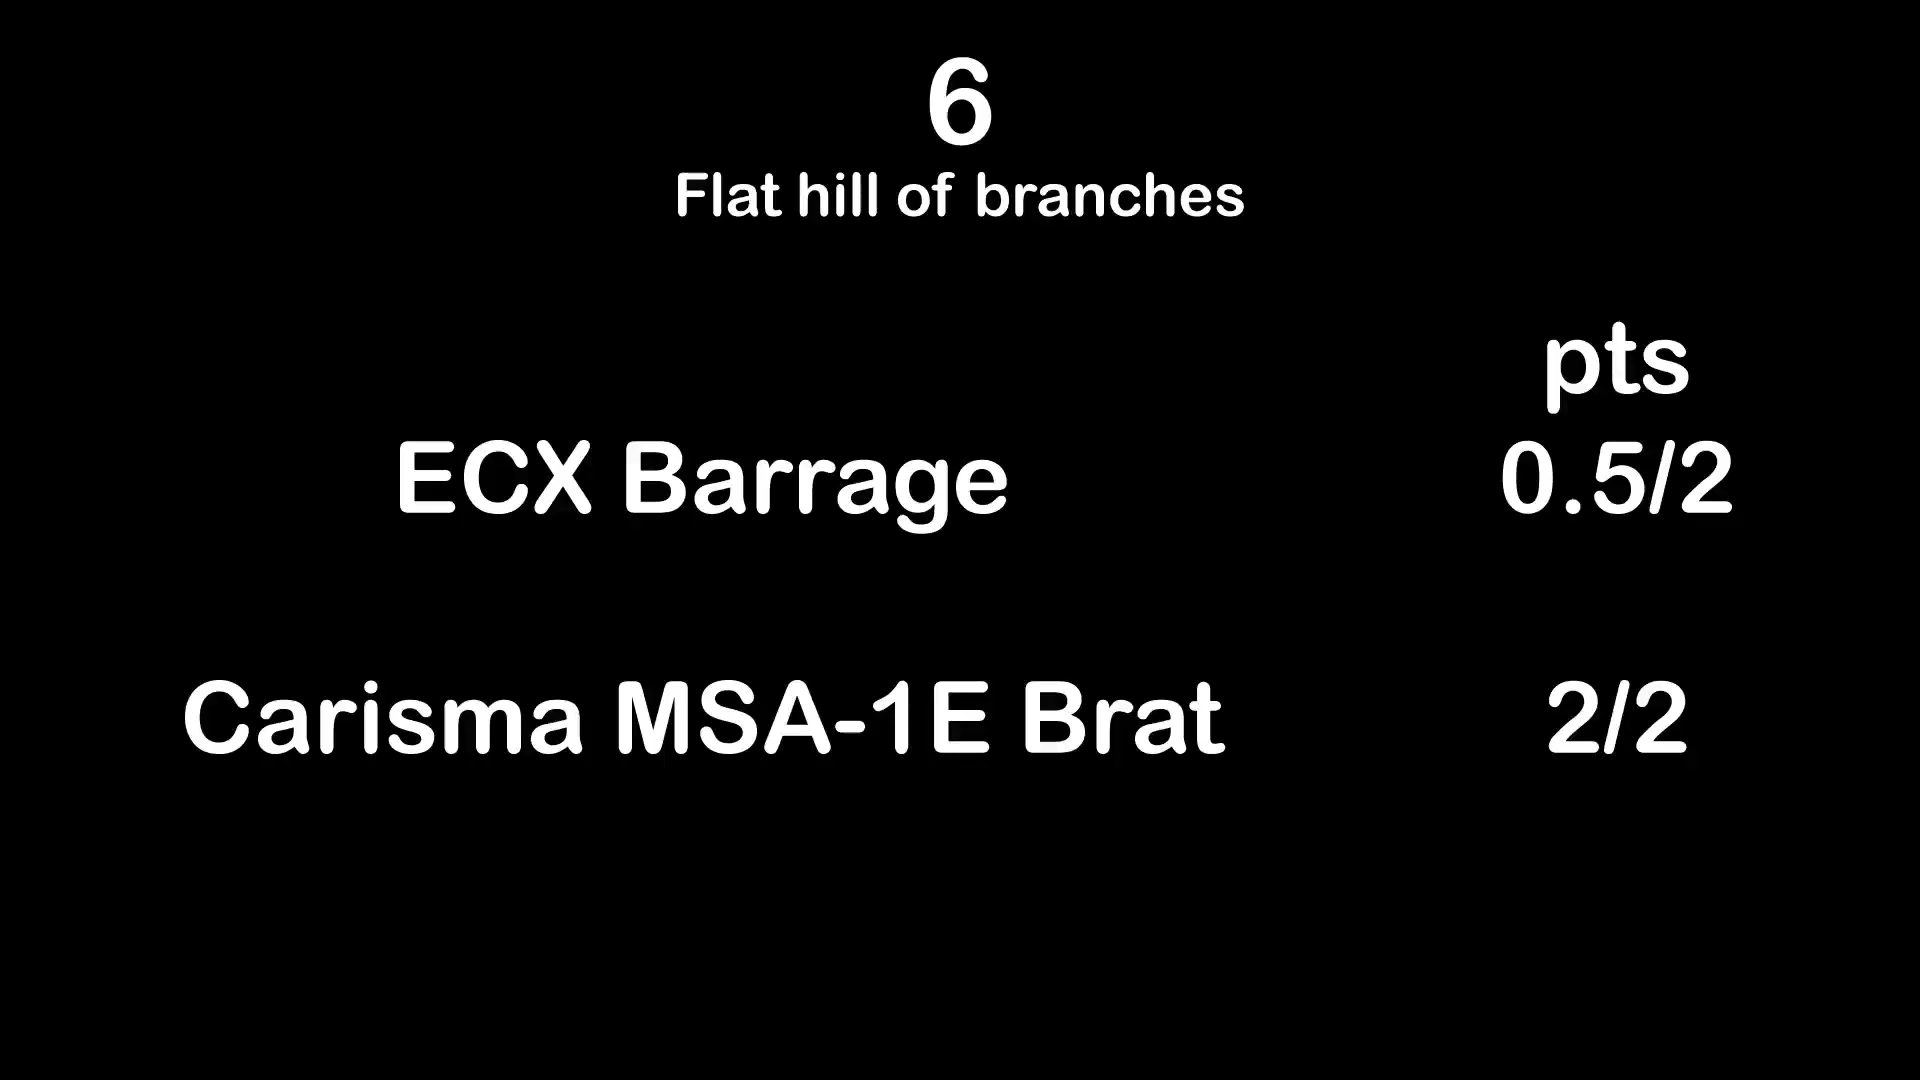 6
Flat hill of branches
pts
ECX Barrage 0.5/2
Carisma MSA-1E Brat 2/2